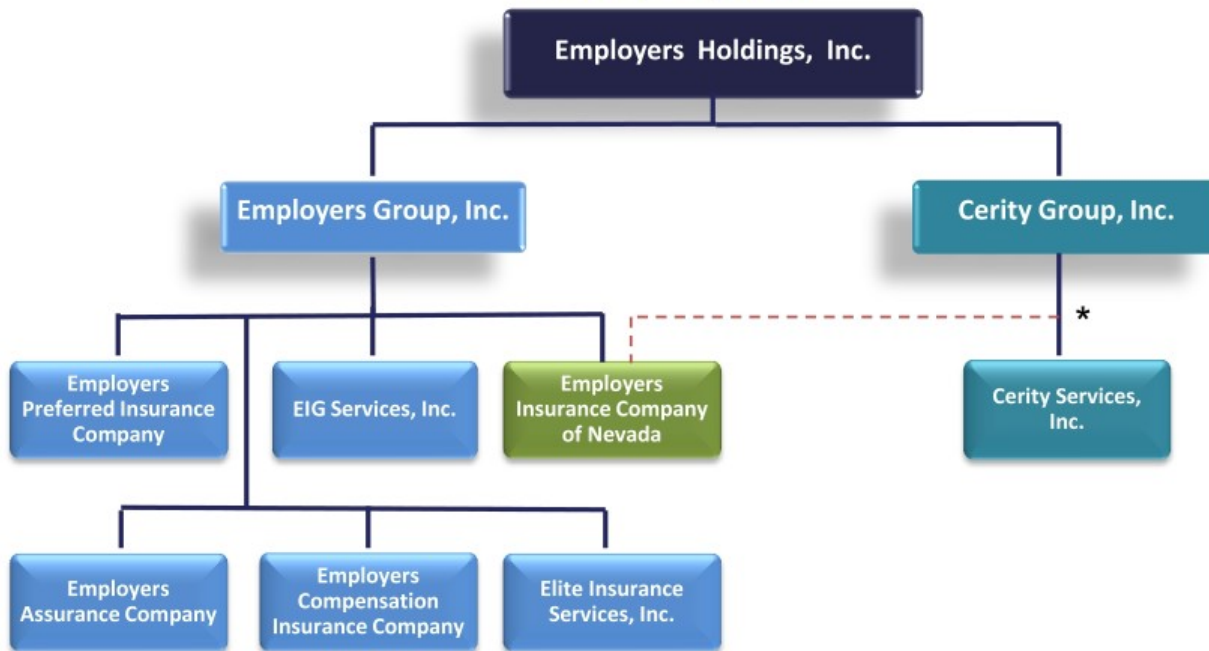 Employers Holdings, Inc.
Employers Group, Inc.
Cerity Group, Inc.
*
Employers
Preferred Insurance
Company
EIG Services, Inc.
Employers
Insurance Company
of Nevada
Cerity Services,
Inc.
Employers
Assurance Company
Employers
Compensation
Insurance Company
Elite Insurance
Services, Inc.